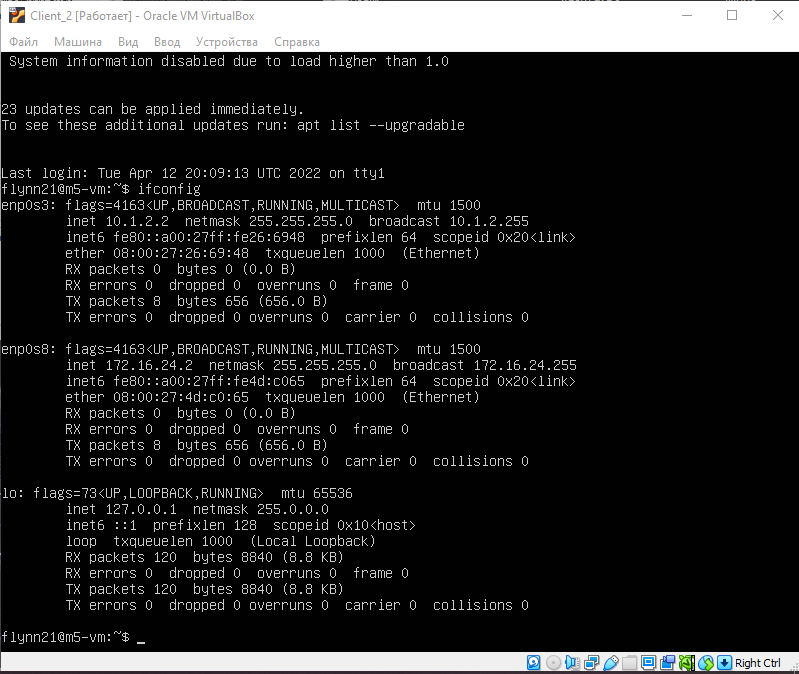 Client_2 [Работает] - Oracle VM VirtualBox
Файл Машина Вид Ввод Устройства Справка
System information disabled due to load higher than 1.0
23 updates can be applied immediately.
To see these additional updates run: apt list --upgradable
Last login: Tue Apr 12 20:09:13 UTC 2022 on tty1
flynn21@m5-vm:~$ ifconfig
enp0s3: flags=4163<UP,BROADCAST,RUNNING,MULTICAST>  mtu 1500
inet 10.1.2.2  netmask 255.255.255.0  broadcast 10.1.2.255
inet6 fe80::a00:27ff:fe26:6948  prefixlen 64  scopeid 0x20<link>
ether 08:00:27:26:69:48  txqueuelen 1000  (Ethernet)
RX packets 0  bytes 0 (0.0 B)
RX errors 0  dropped 0  overruns 0  frame 0
TX packets 8  bytes 656 (656.0 B)
TX errors 0  dropped 0 overruns 0  carrier 0  collisions 0
enp0s8: flags=4163<UP,BROADCAST,RUNNING,MULTICAST>  mtu 1500
inet 172.16.24.2  netmask 255.255.255.0  broadcast 172.16.24.255
inet6 fe80::a00:27ff:fe4d:c065  prefixlen 64  scopeid 0x20<link>
ether 08:00:27:4d:c0:65  txqueuelen 1000  (Ethernet)
RX packets 0  bytes 0 (0.0 B)
RX errors 0  dropped 0  overruns 0  frame 0
TX packets 8  bytes 656 (656.0 B)
TX errors 0  dropped 0 overruns 0  carrier 0  collisions 0
lo: flags=73<UP,LOOPBACK,RUNNING>  mtu 65536
inet 127.0.0.1  netmask 255.0.0.0
inet6 ::1  prefixlen 128  scopeid 0x10<host>
loop  txqueuelen 1000  (Local Loopback)
RX packets 120  bytes 8840 (8.8 KB)
RX errors 0  dropped 0  overruns 0  frame 0
TX packets 120  bytes 8840 (8.8 KB)
TX errors 0  dropped 0 overruns 0  carrier 0  collisions 0
flynn21@m5-vm:~$ _
Right Ctrl